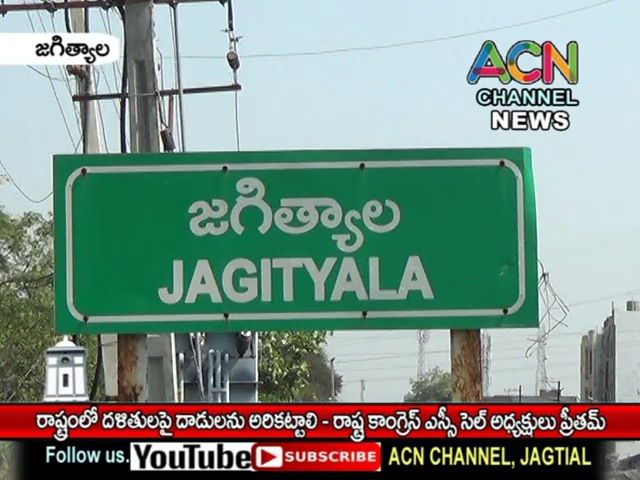 జగిత్యాల
ACN
CHANNEL
NEWS
జగిత్యాల
JAGITYALA
రాష్ట్రంలో దళితులపై దాడులను అరికట్టాలి - రాష్ట్ర కాంగ్రెస్ ఎస్సీ సెల్ అధ్యక్షులు ప్రీతమ్
Follow us. YouTube SUBSCRIBE ACN CHANNEL, JAGTIAL